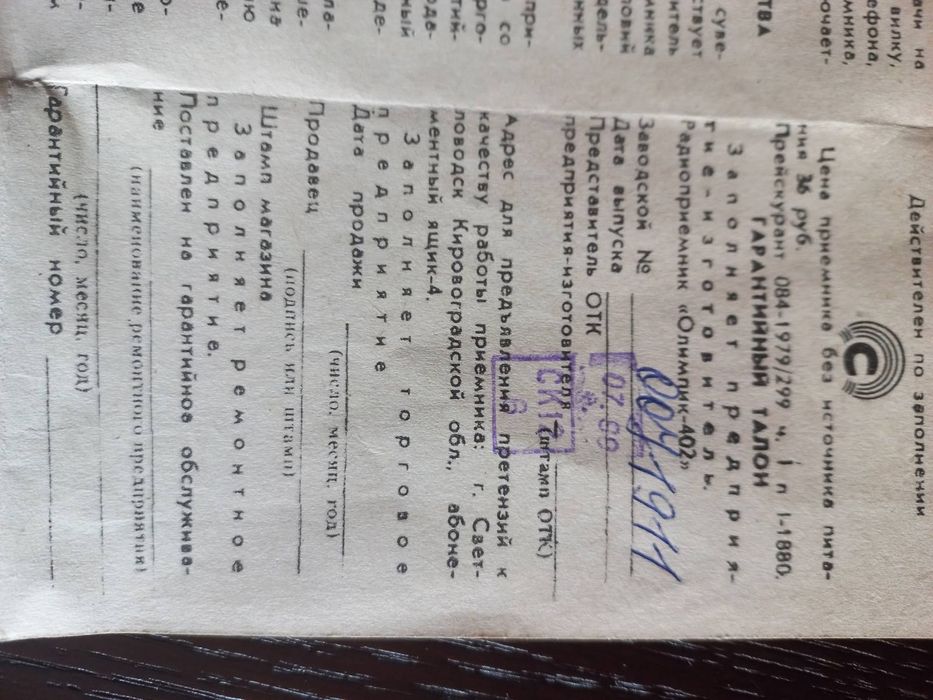 Действителен по заполнении
С
Цена приемника без источника пита-
ния 36 руб.
Прейскурант 084-1979/299 ч. I п I-1880.
ГАРАНТИЙНЫЙ ТАЛОН
Заполняет предприя-
тие-изготовитель.
Радиоприемник «Олимпик-402»
Заводской № 0041911
Дата выпуска 07.
Представитель ОТК
предприятия-изготовителя (штамп ОТК)
Адрес для предъявления претензий к
качеству работы приемника: г. Свет-
ловодск Кировоградской обл., абоне-
ментный ящик-4.
Заполняет торговое
предприятие
Дата продажи
(число, месяц, год)
Продавец
(подпись или штамп)
Штамп магазина
Заполняет ремонтное
предприятие.
Поставлен на гарантийное обслужива-
ние
(наименование ремонтного предприятия)
(число, месяц, год)
Гарантийный номер